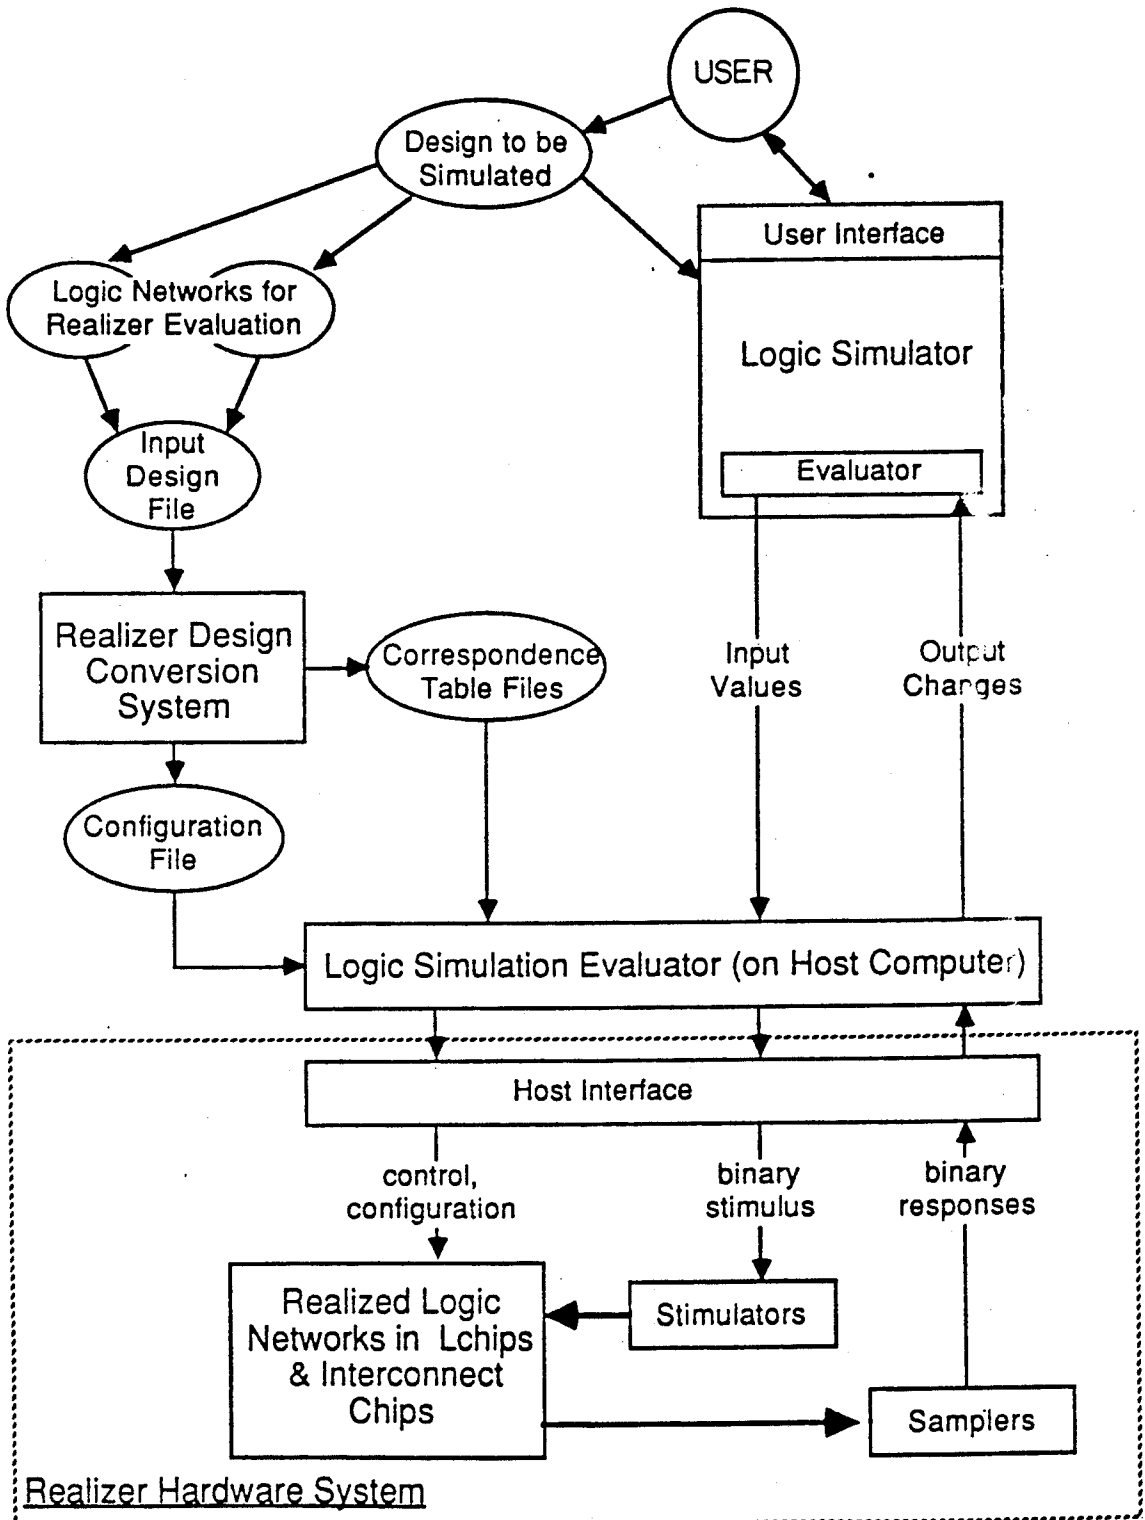 USER
Design to be
Simulated
User Interface
Logic Networks for
Realizer Evaluation
Logic Simulator
Input
Design
File
Evaluator
Realizer Design
Conversion
System
Correspondence
Table Files
Input
Values
Output
Changes
Configuration
File
Logic Simulation Evaluator (on Host Computer)
Host Interface
control,
configuration
binary
stimulus
binary
responses
Realized Logic
Networks in Lchips
& Interconnect
Chips
Stimulators
Samplers
Realizer Hardware System